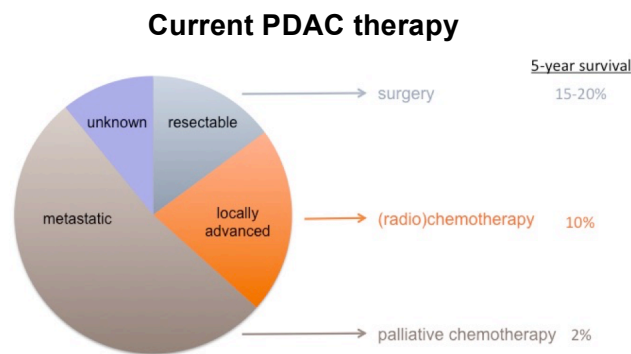 Current PDAC therapy
5-year survival
unknown
resectable
surgery
15-20%
metastatic
locally
advanced
(radio)chemotherapy
10%
palliative chemotherapy
2%